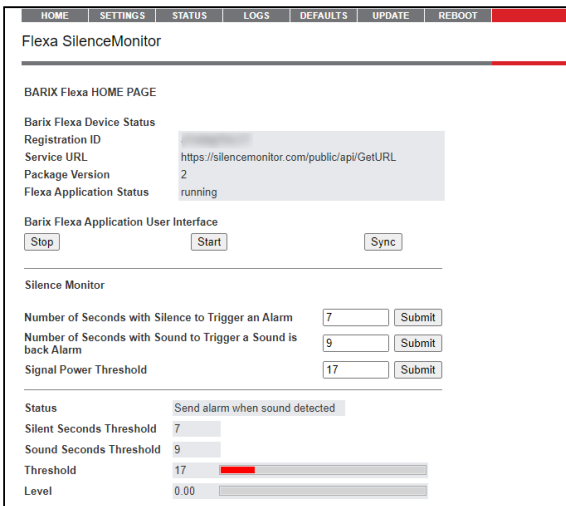 HOME SETTINGS STATUS LOGS DEFAULTS UPDATE REBOOT
Flexa SilenceMonitor
BARIX Flexa HOME PAGE
Barix Flexa Device Status
Registration ID
Service URL https://silencemonitor.com/public/api/GetURL
Package Version 2
Flexa Application Status running
Barix Flexa Application User Interface
Stop Start Sync
Silence Monitor
Number of Seconds with Silence to Trigger an Alarm 7 Submit
Number of Seconds with Sound to Trigger a Sound is
back Alarm 9 Submit
Signal Power Threshold 17 Submit
Status Send alarm when sound detected
Silent Seconds Threshold 7
Sound Seconds Threshold 9
Threshold 17
Level 0.00